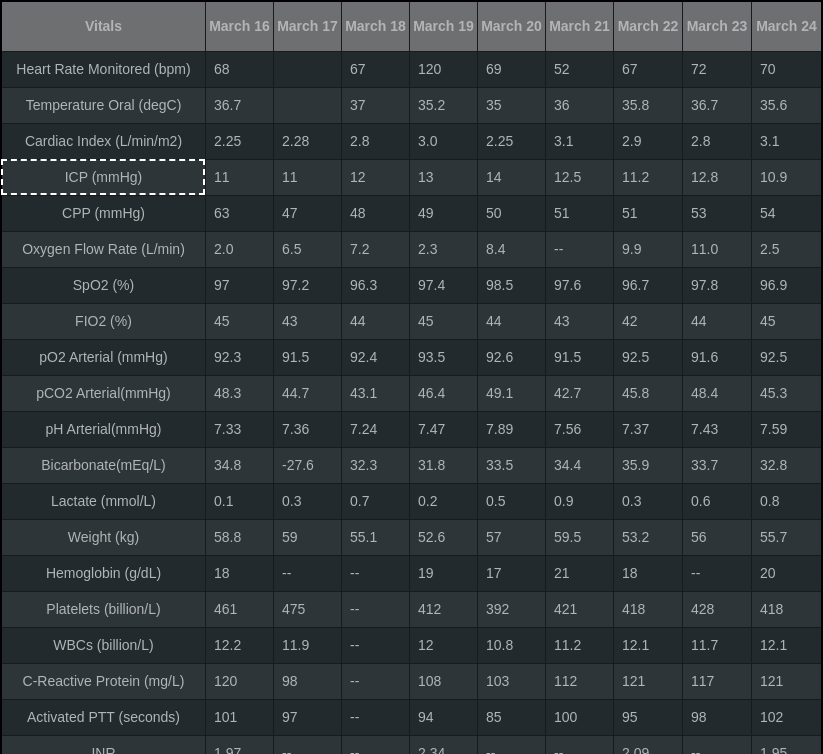 Vitals March 16 March 17 March 18 March 19 March 20 March 21 March 22 March 23 March 24
Heart Rate Monitored (bpm) 68 67 120 69 52 67 72 70
Temperature Oral (degC) 36.7 37 35.2 35 36 35.8 36.7 35.6
Cardiac Index (L/min/m2) 2.25 2.28 2.8 3.0 2.25 3.1 2.9 2.8 3.1
ICP (mmHg) 11 11 12 13 14 12.5 11.2 12.8 10.9
CPP (mmHg) 63 47 48 49 50 51 51 53 54
Oxygen Flow Rate (L/min) 2.0 6.5 7.2 2.3 8.4 -- 9.9 11.0 2.5
SpO2 (%) 97 97.2 96.3 97.4 98.5 97.6 96.7 97.8 96.9
FIO2 (%) 45 43 44 45 44 43 42 44 45
pO2 Arterial (mmHg) 92.3 91.5 92.4 93.5 92.6 91.5 92.5 91.6 92.5
pCO2 Arterial(mmHg) 48.3 44.7 43.1 46.4 49.1 42.7 45.8 48.4 45.3
pH Arterial(mmHg) 7.33 7.36 7.24 7.47 7.89 7.56 7.37 7.43 7.59
Bicarbonate(mEq/L) 34.8 -27.6 32.3 31.8 33.5 34.4 35.9 33.7 32.8
Lactate (mmol/L) 0.1 0.3 0.7 0.2 0.5 0.9 0.3 0.6 0.8
Weight (kg) 58.8 59 55.1 52.6 57 59.5 53.2 56 55.7
Hemoglobin (g/dL) 18 -- -- 19 17 21 18 -- 20
Platelets (billion/L) 461 475 -- 412 392 421 418 428 418
WBCs (billion/L) 12.2 11.9 -- 12 10.8 11.2 12.1 11.7 12.1
C-Reactive Protein (mg/L) 120 98 -- 108 103 112 121 117 121
Activated PTT (seconds) 101 97 -- 94 85 100 95 98 102
INR 1.97 -- -- 2.34 -- -- 2.09 -- 1.95